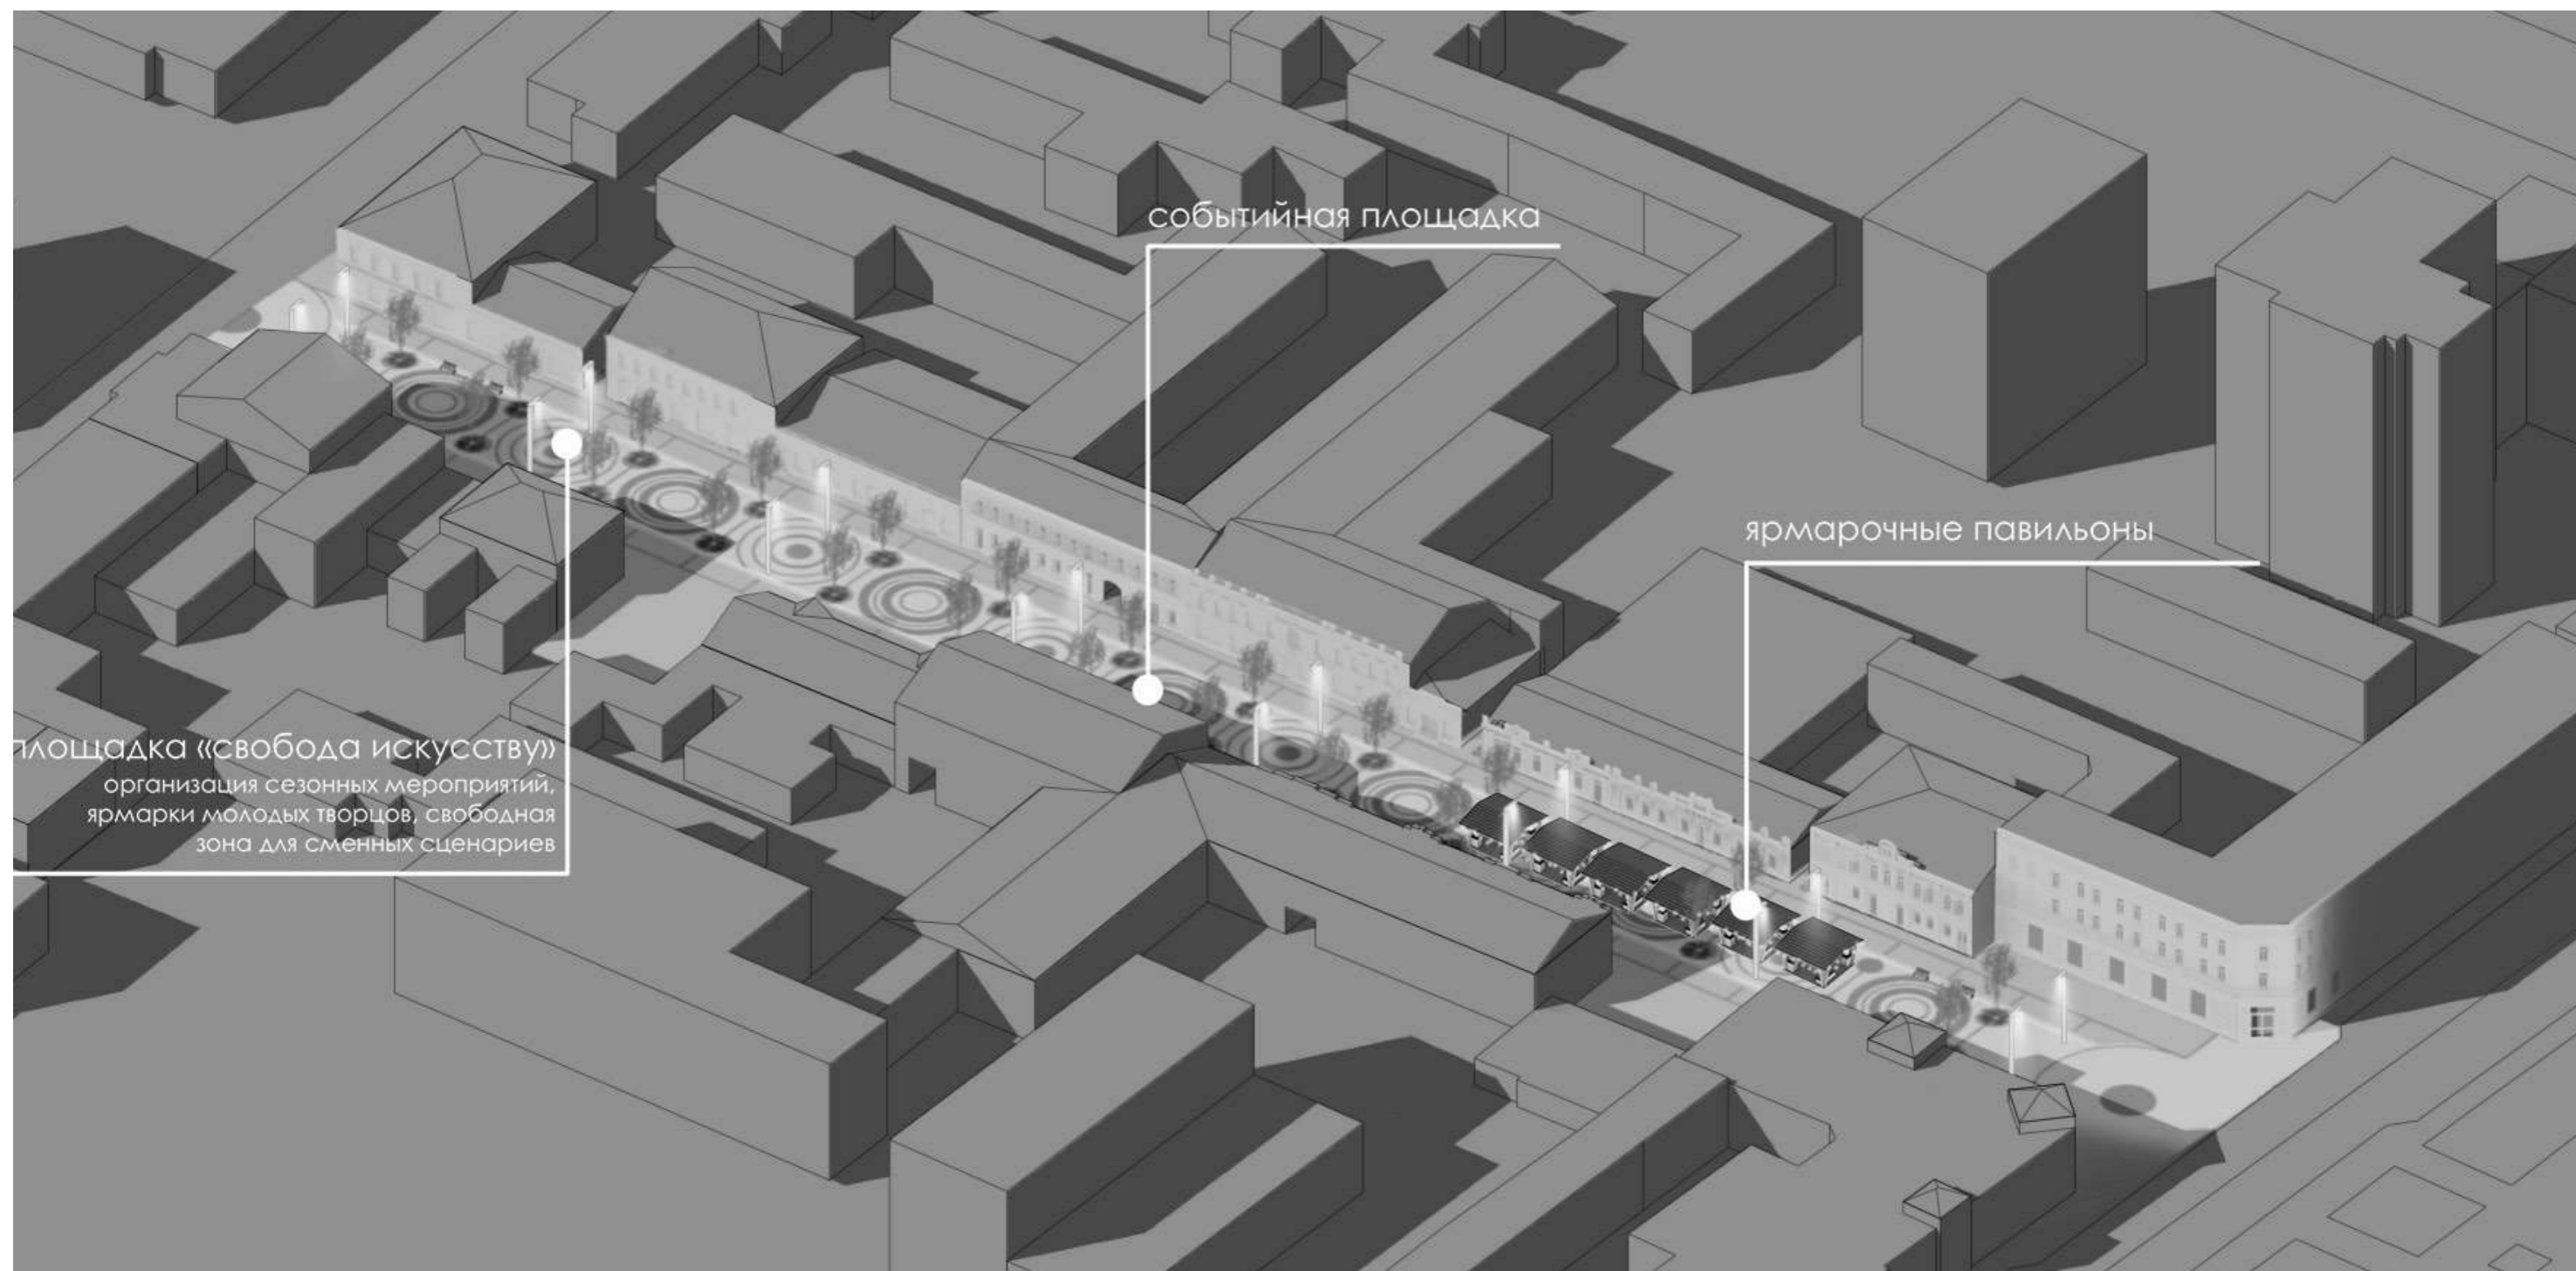 событийная площадка
ярмарочные павильоны
площадка «свобода искусству»
организация сезонных мероприятий,
ярмарки молодых творцов, свободная
зона для сменных сценариев